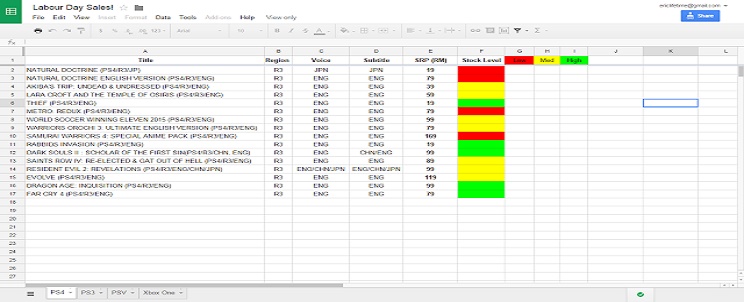 Labour Day Sales!
ericlifetime@gmail.com
File Edit View Insert Format Data Tools Add-ons Help View only
Share
fx
A B C D E F G H I J K L
1 Title Region Voice Subtitle SRP (RM) Stock Level Low Med High
2 NATURAL DOCTRINE (PS4/R3/JP) R3 JPN JPN 19
3 NATURAL DOCTRINE ENGLISH VERSION (PS4/R3/ENG) R3 ENG ENG 79
4 AKIBA'S TRIP: UNDEAD & UNDRESSED (PS4/R3/ENG) R3 ENG ENG 39
5 LARA CROFT AND THE TEMPLE OF OSIRIS (PS4/R3/ENG) R3 ENG ENG 59
6 THIEF (PS4/R3/ENG) R3 ENG ENG 19
7 METRO: REDUX (PS4/R3/ENG) R3 ENG ENG 79
8 WORLD SOCCER WINNING ELEVEN 2015 (PS4/R3/ENG) R3 ENG ENG 99
9 WARRIORS OROCHI 3: ULTIMATE ENGLISH VERSION (PS4/R3/ENG) R3 ENG ENG 79
10 SAMURAI WARRIORS 4: SPECIAL ANIME PACK (PS4/R3/ENG) R3 ENG ENG 169
11 RABBIDS INVASION (PS4/R3/ENG) R3 ENG ENG 19
12 DARK SOULS II : SCHOLAR OF THE FIRST SIN(PS4/R3/CHN, ENG) R3 ENG CHN/ENG 99
13 SAINTS ROW IV: RE-ELECTED & GAT OUT OF HELL (PS4/R3/ENG) R3 ENG ENG 89
14 RESIDENT EVIL 2: REVELATIONS (PS4/R3/ENG/CHN/JPN) R3 ENG/CHN/JPN ENG/CHN/JPN 99
15 EVOLVE (PS4/R3/ENG) R3 ENG ENG 119
16 DRAGON AGE: INQUISITION (PS4/R3/ENG) R3 ENG ENG 99
17 FAR CRY 4 (PS4/R3/ENG) R3 ENG ENG 79
18
19
20
21
22
23
24
25
26
27
PS4 PS3 PSV Xbox One